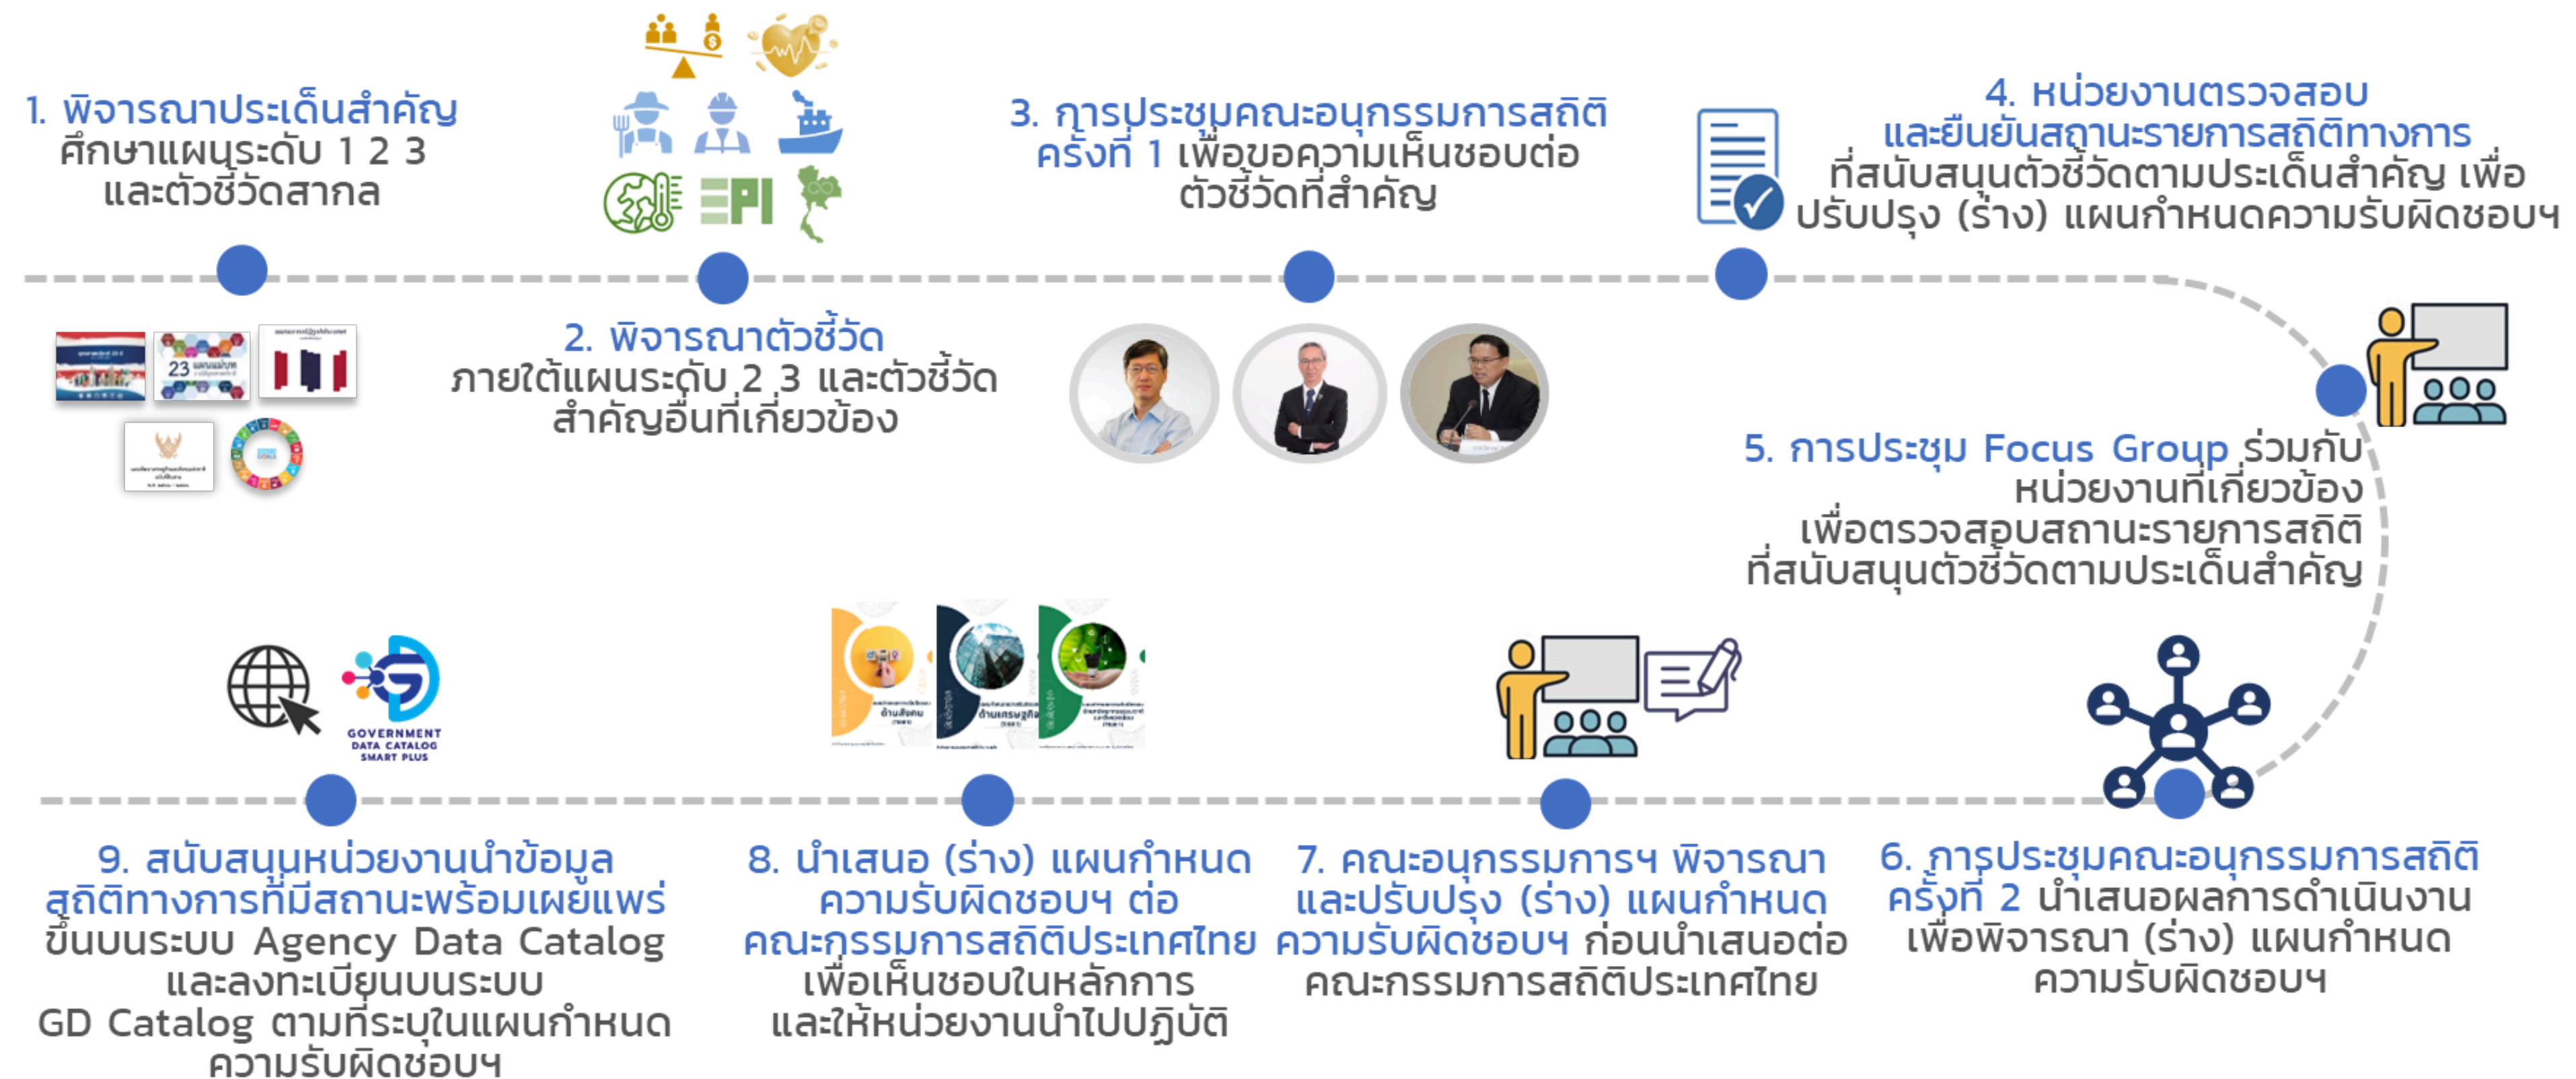 1. พิจารณาประเด็นสำคัญ
ศึกษาแผนระดับ 1 2 3
และตัวชี้วัดสากล
EPI
2. พิจารณาตัวชี้วัด
ภายใต้แผนระดับ 2 3 และตัวชี้วัด
สำคัญอื่นที่เกี่ยวข้อง
3. การประชุมคณะอนุกรรมการสถิติ
ครั้งที่ 1 เพื่อขอความเห็นชอบต่อ
ตัวชี้วัดที่สำคัญ
4. หน่วยงานตรวจสอบ
และยืนยันสถานะรายการสถิติทางการ
ที่สนับสนุนตัวชี้วัดตามประเด็นสำคัญ เพื่อ
ปรับปรุง (ร่าง) แผนกำหนดความรับผิดชอบฯ
23 แผนแม่บท
5. การประชุม Focus Group ร่วมกับ
หน่วยงานที่เกี่ยวข้อง
เพื่อตรวจสอบสถานะรายการสถิติ
ที่สนับสนุนตัวชี้วัดตามประเด็นสำคัญ
6. การประชุมคณะอนุกรรมการสถิติ
ครั้งที่ 2 นำเสนอผลการดำเนินงาน
เพื่อพิจารณา (ร่าง) แผนกำหนด
ความรับผิดชอบฯ
7. คณะอนุกรรมการฯ พิจารณา
และปรับปรุง (ร่าง) แผนกำหนด
ความรับผิดชอบฯ ก่อนนำเสนอต่อ
คณะกรรมการสถิติประเทศไทย
ด้านสังคม
ด้านเศรษฐกิจ
8. นำเสนอ (ร่าง) แผนกำหนด
ความรับผิดชอบฯ ต่อ
คณะกรรมการสถิติประเทศไทย
เพื่อเห็นชอบในหลักการ
และให้หน่วยงานนำไปปฏิบัติ
GOVERNMENT
DATA CATALOG
SMART PLUS
9. สนับสนุนหน่วยงานนำข้อมูล
สถิติทางการที่มีสถานะพร้อมเผยแพร่
ขึ้นบนระบบ Agency Data Catalog
และลงทะเบียนบนระบบ
GD Catalog ตามที่ระบุในแผนกำหนด
ความรับผิดชอบฯ